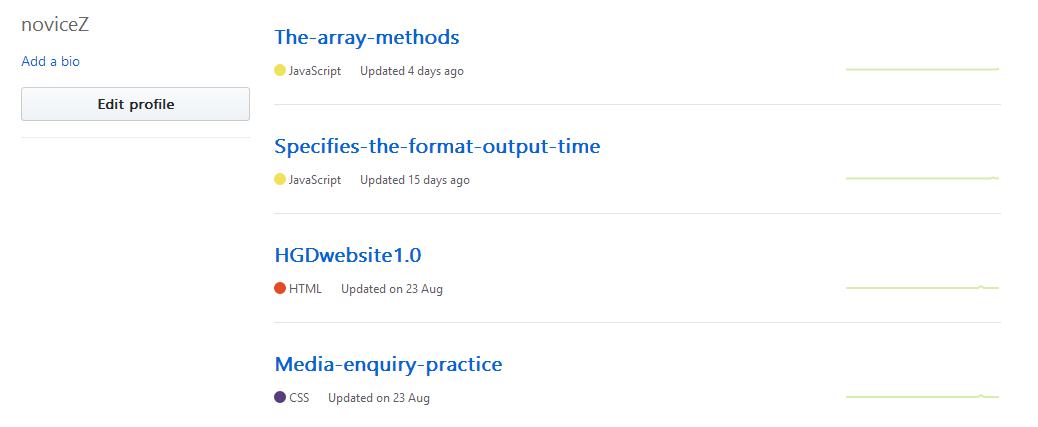 noviceZ
Add a bio
Edit profile
The-array-methods
JavaScript Updated 4 days ago
Specifies-the-format-output-time
JavaScript Updated 15 days ago
HGDwebsite1.0
HTML Updated on 23 Aug
Media-enquiry-practice
CSS Updated on 23 Aug